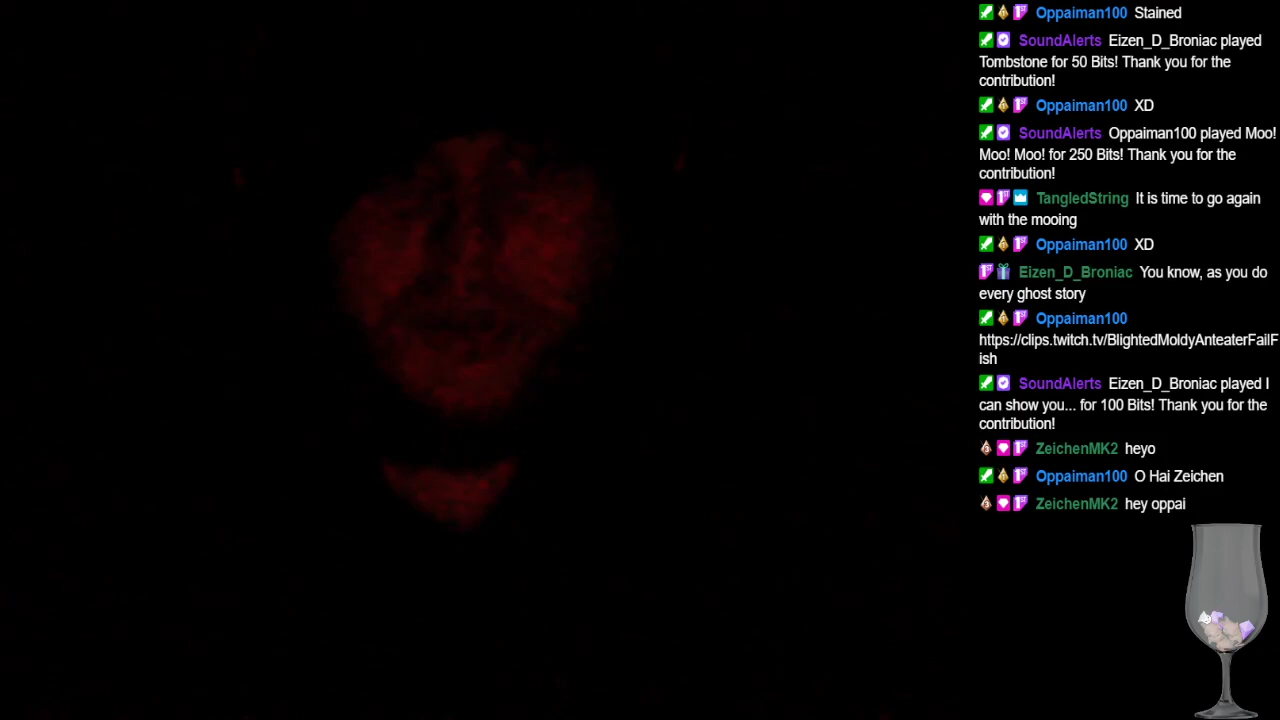 Oppaiman100 Stained
SoundAlerts Eizen_D_Broniac played
Tombstone for 50 Bits! Thank you for the
contribution!
Oppaiman100 XD
SoundAlerts Oppaiman100 played Moo!
Moo! Moo! for 250 Bits! Thank you for the
contribution!
TangledString It is time to go again
with the mooing
Oppaiman100 XD
Eizen_D_Broniac You know, as you do
every ghost story
Oppaiman100
https://clips.twitch.tv/BlightedMoldyAnteaterFailF
ish
SoundAlerts Eizen_D_Broniac played I
can show you... for 100 Bits! Thank you for the
contribution!
ZeichenMK2 heyo
Oppaiman100 O Hai Zeichen
ZeichenMK2 hey oppai